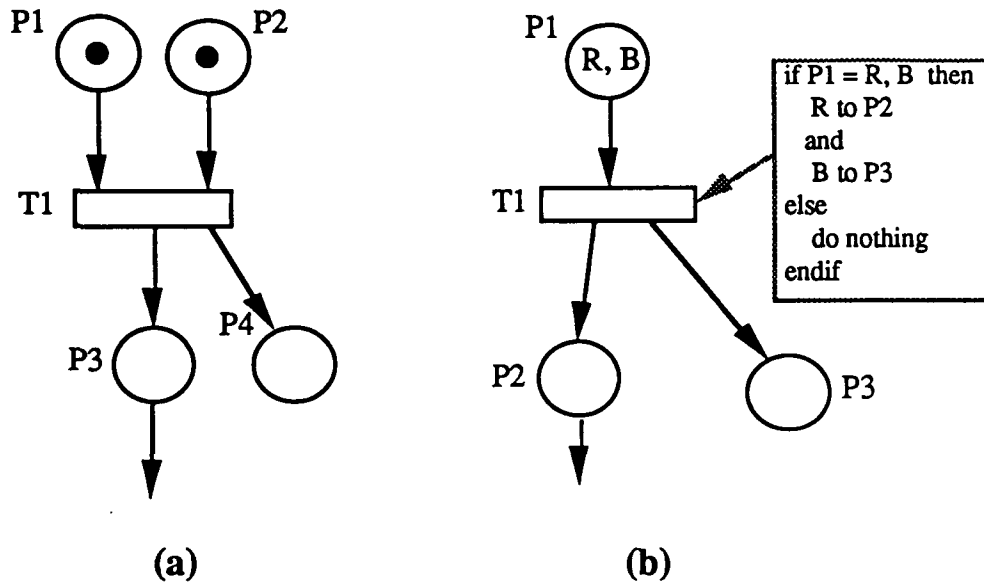 P1
P2
T1
P3
P4
(a)
P1
R, B
T1
if P1 = R, B then
R to P2
and
B to P3
else
do nothing
endif
P2
P3
(b)